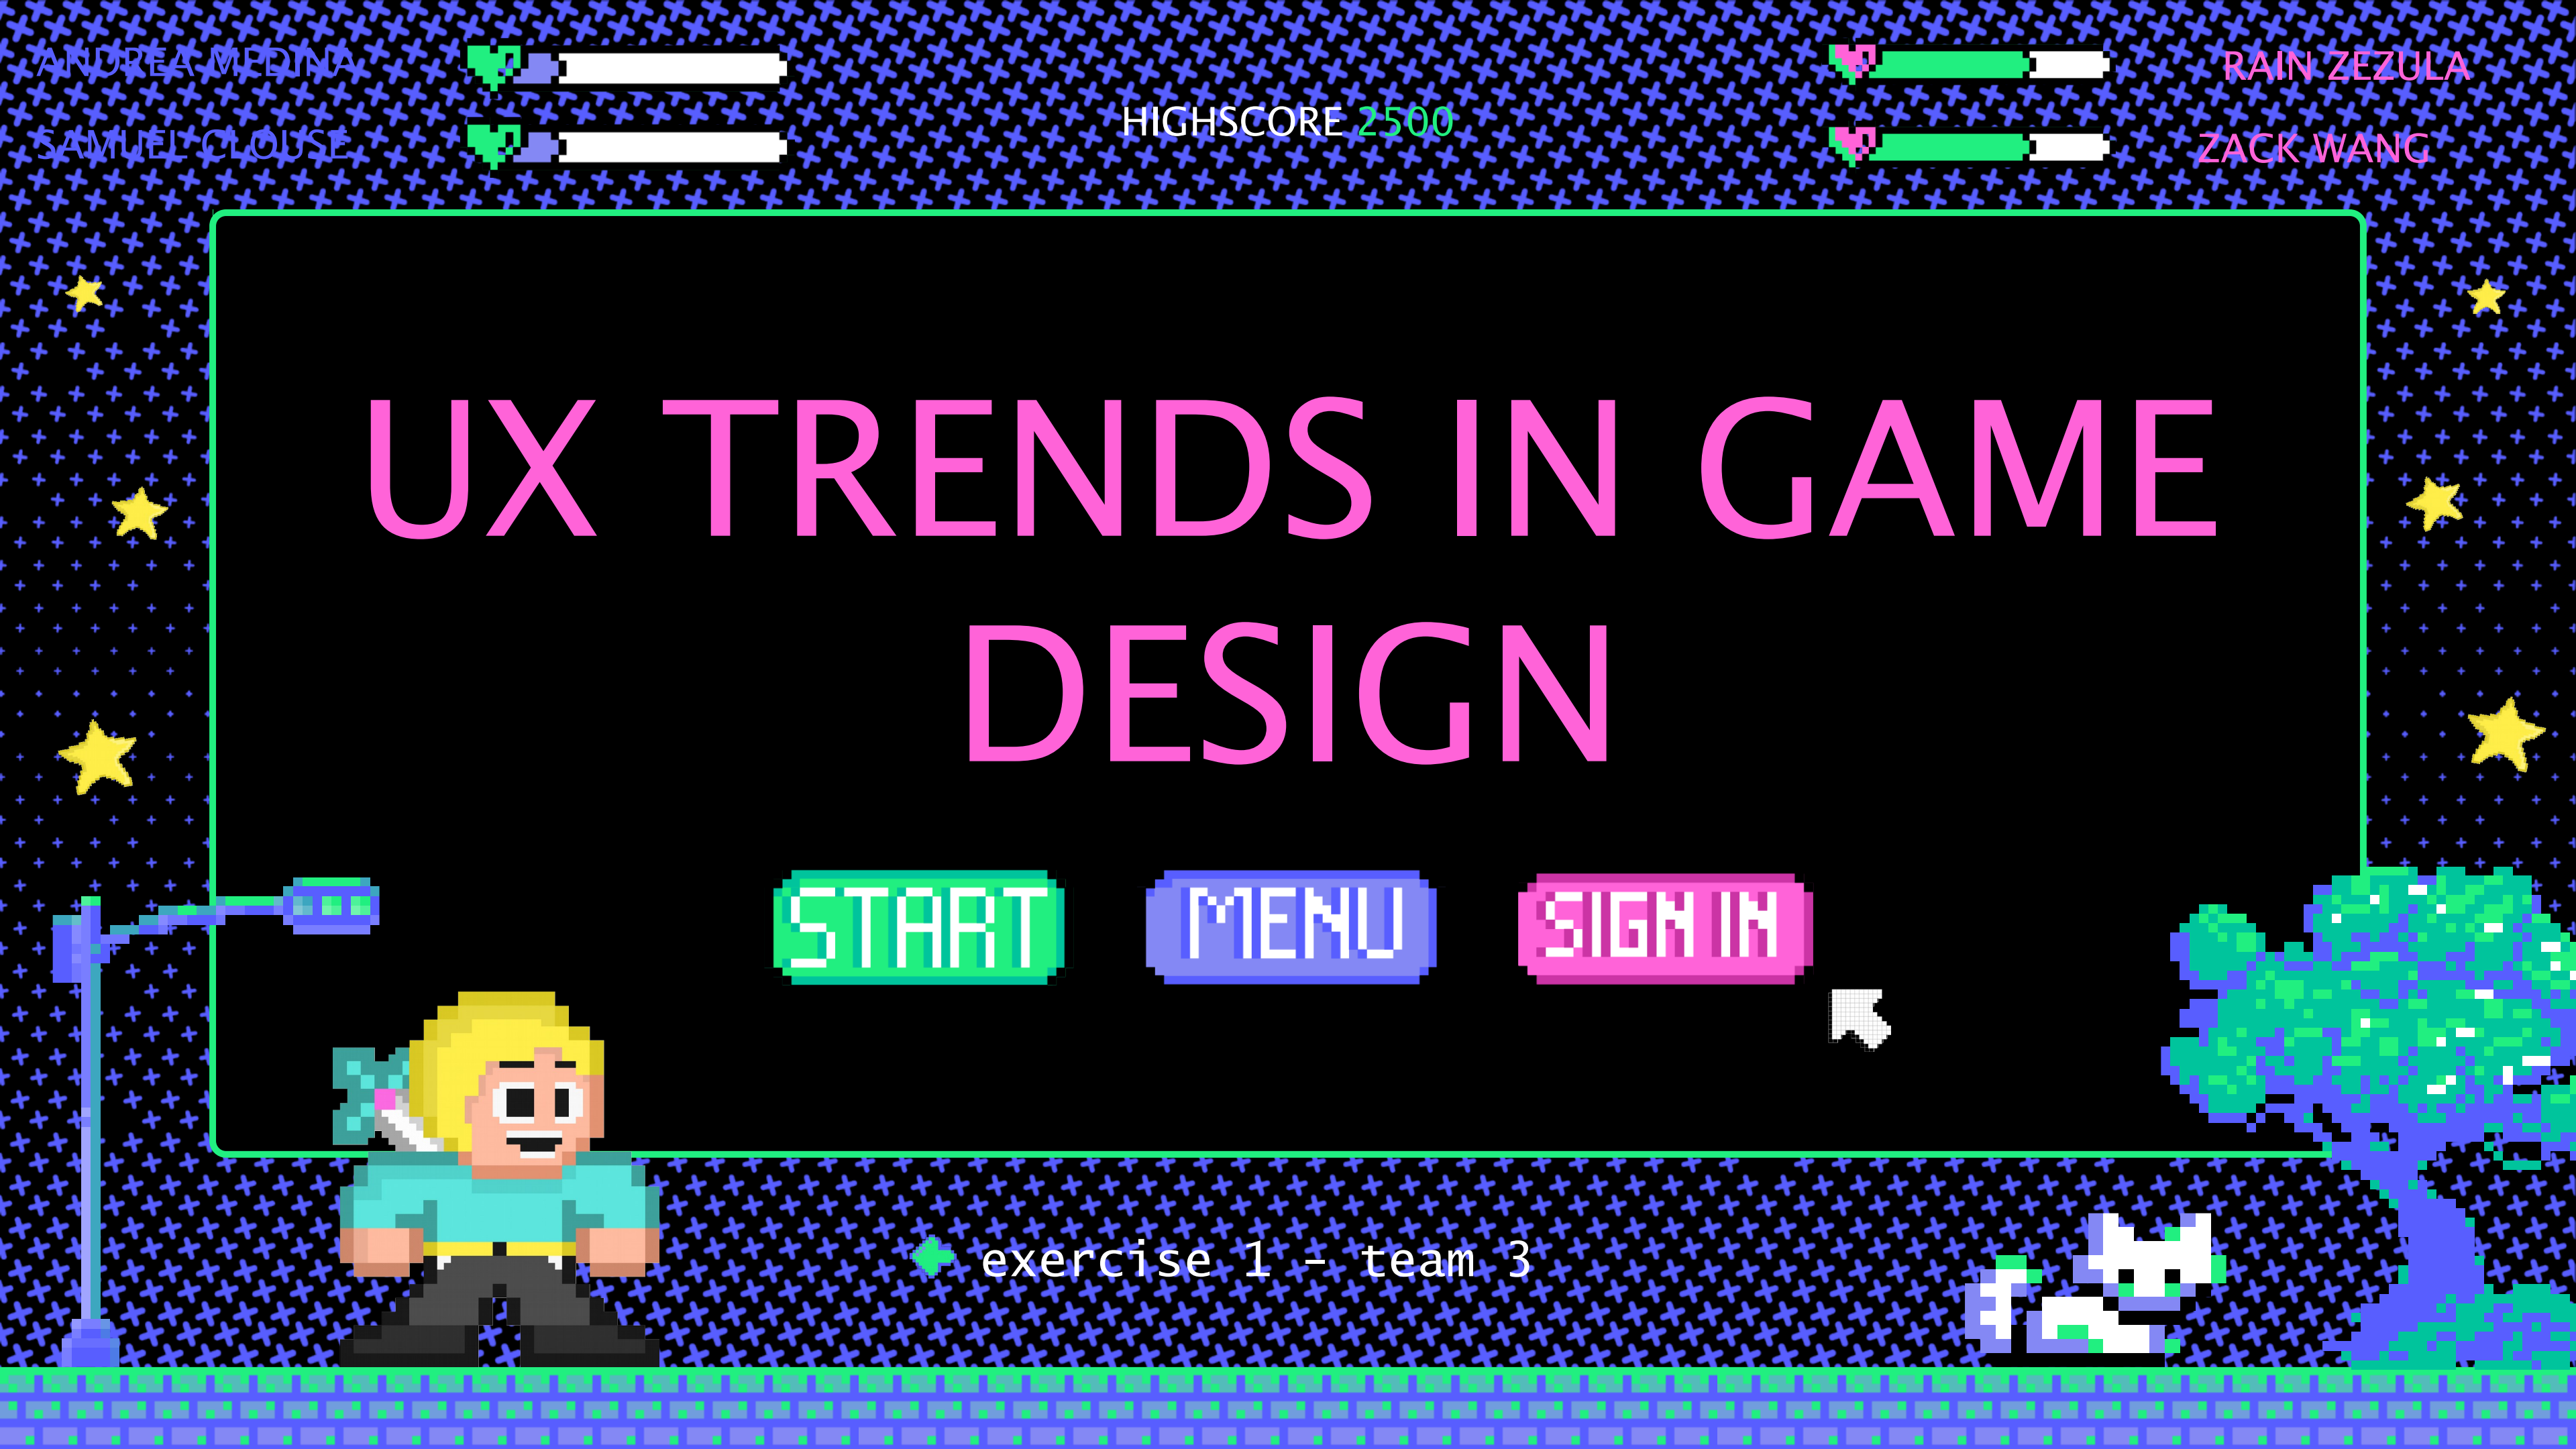 ANDREA MEDINA
SAMUEL CLOUSE
HIGHSCORE 2500
RAIN ZEZULA
ZACK WANG
UX TRENDS IN GAME
DESIGN
START
MENU
SIGN IN
exercise 1 - team 3